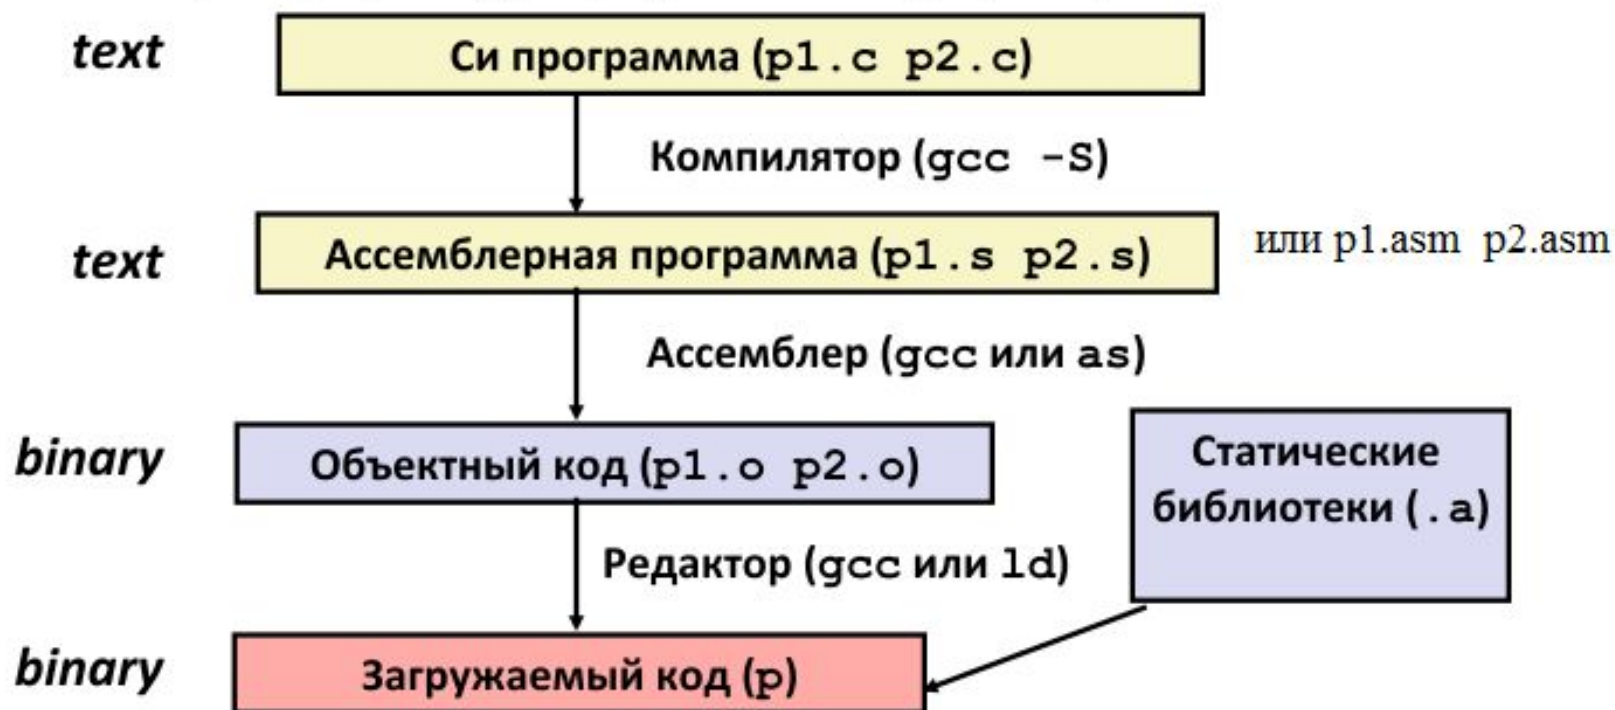 text
Си программа (p1.c p2.c)
Компилятор (gcc -S)
text
Ассемблерная программа (p1.s p2.s)
или p1.asm p2.asm
Ассемблер (gcc или as)
binary
Объектный код (p1.o p2.o)
Статические
библиотеки (.a)
Редактор (gcc или ld)
binary
Загружаемый код (p)